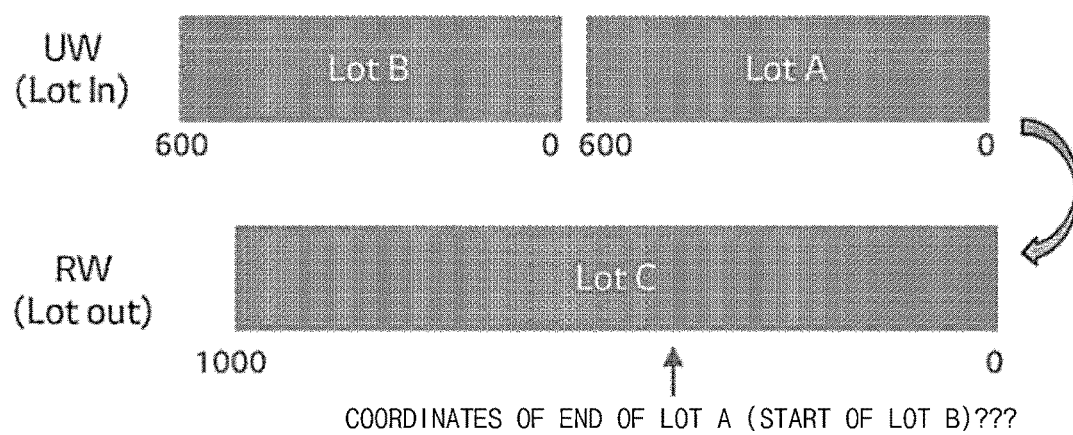 UW
(Lot In)
Lot B
Lot A
600
0
600
0
RW
(Lot out)
Lot C
1000
0
COORDINATES OF END OF LOT A (START OF LOT B)???